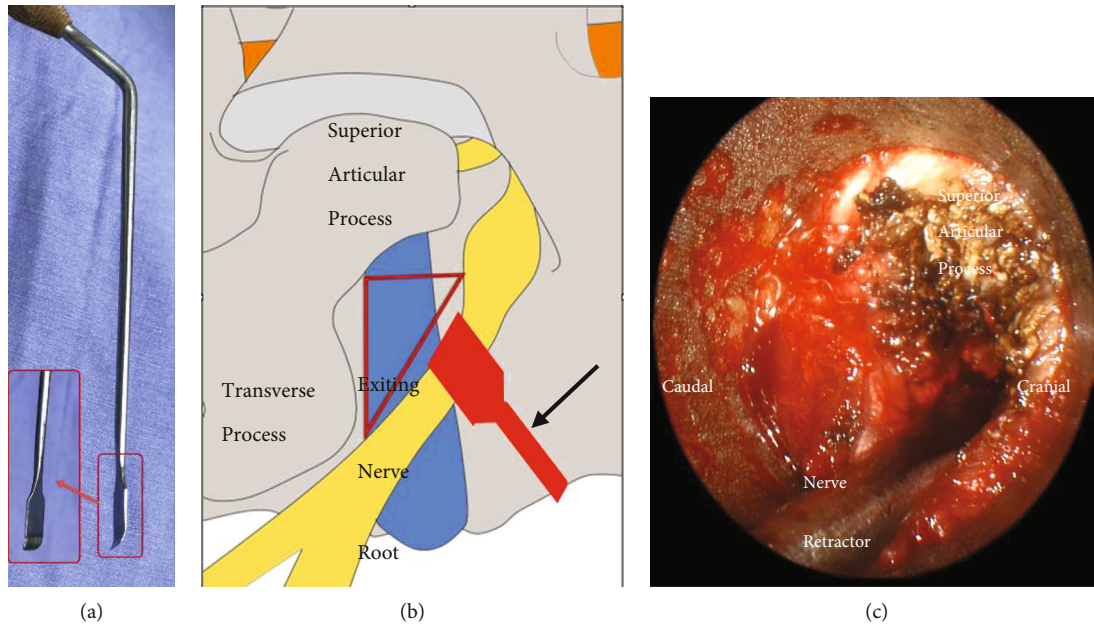 Superior
Articular
Process
Transverse
Process
Exiting
Nerve
Root
Superior
Articular
Process
Caudal
Cranial
Nerve
Retractor
(a)
(b)
(c)